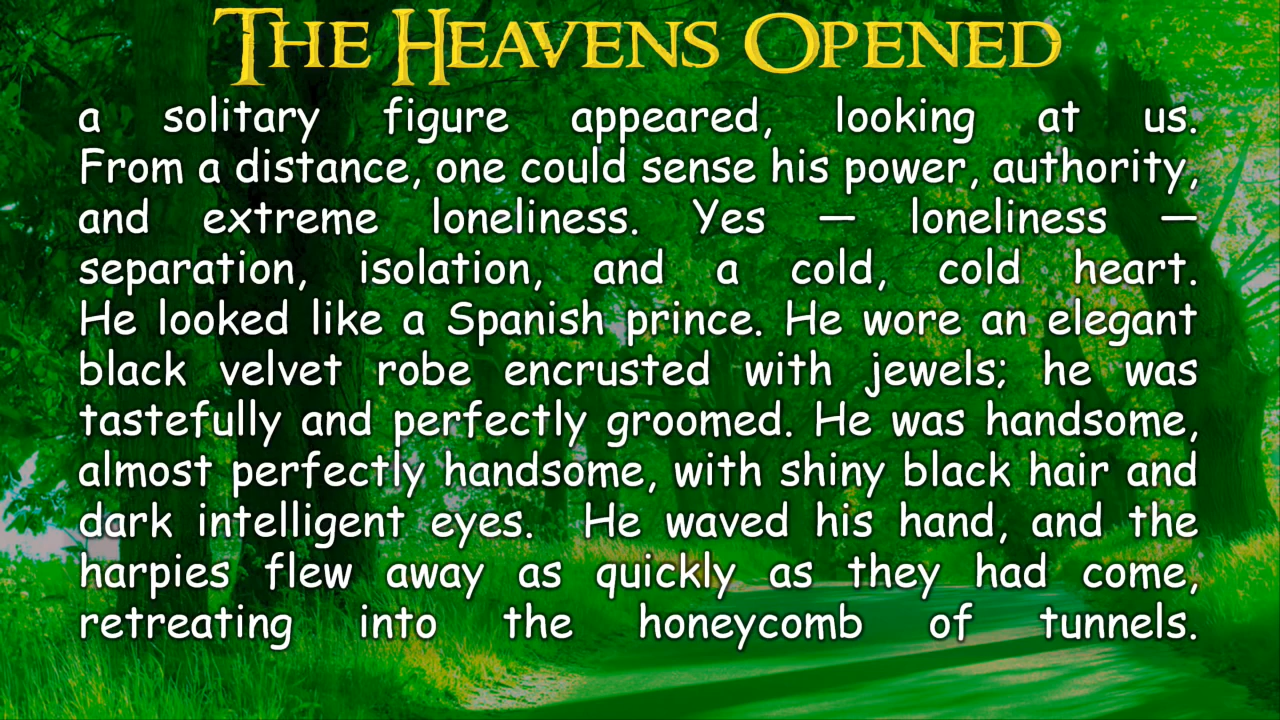 THE HEAVENS OPENED
a solitary figure appeared, looking at us.
From a distance, one could sense his power, authority,
and extreme loneliness. Yes — loneliness —
separation, isolation, and a cold, cold heart.
He looked like a Spanish prince. He wore an elegant
black velvet robe encrusted with jewels; he was
tastefully and perfectly groomed. He was handsome,
almost perfectly handsome, with shiny black hair and
dark intelligent eyes. He waved his hand, and the
harpies flew away as quickly as they had come,
retreating into the honeycomb of tunnels.